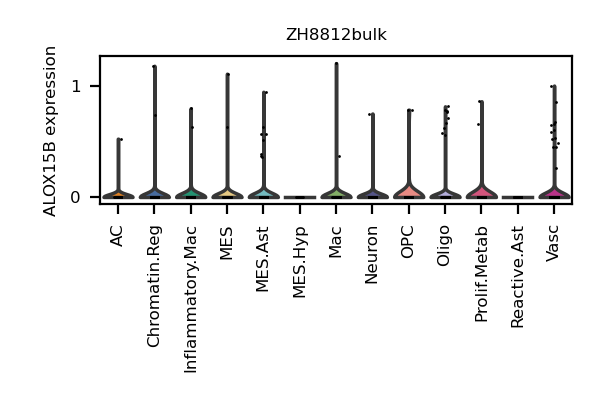 ZH8812bulk
ALOX15B expression
1
0
AC
Chromatin.Reg
Inflammatory.Mac
MES
MES.Ast
MES.Hyp
Mac
Neuron
OPC
Oligo
Prolif.Metab
Reactive.Ast
Vasc